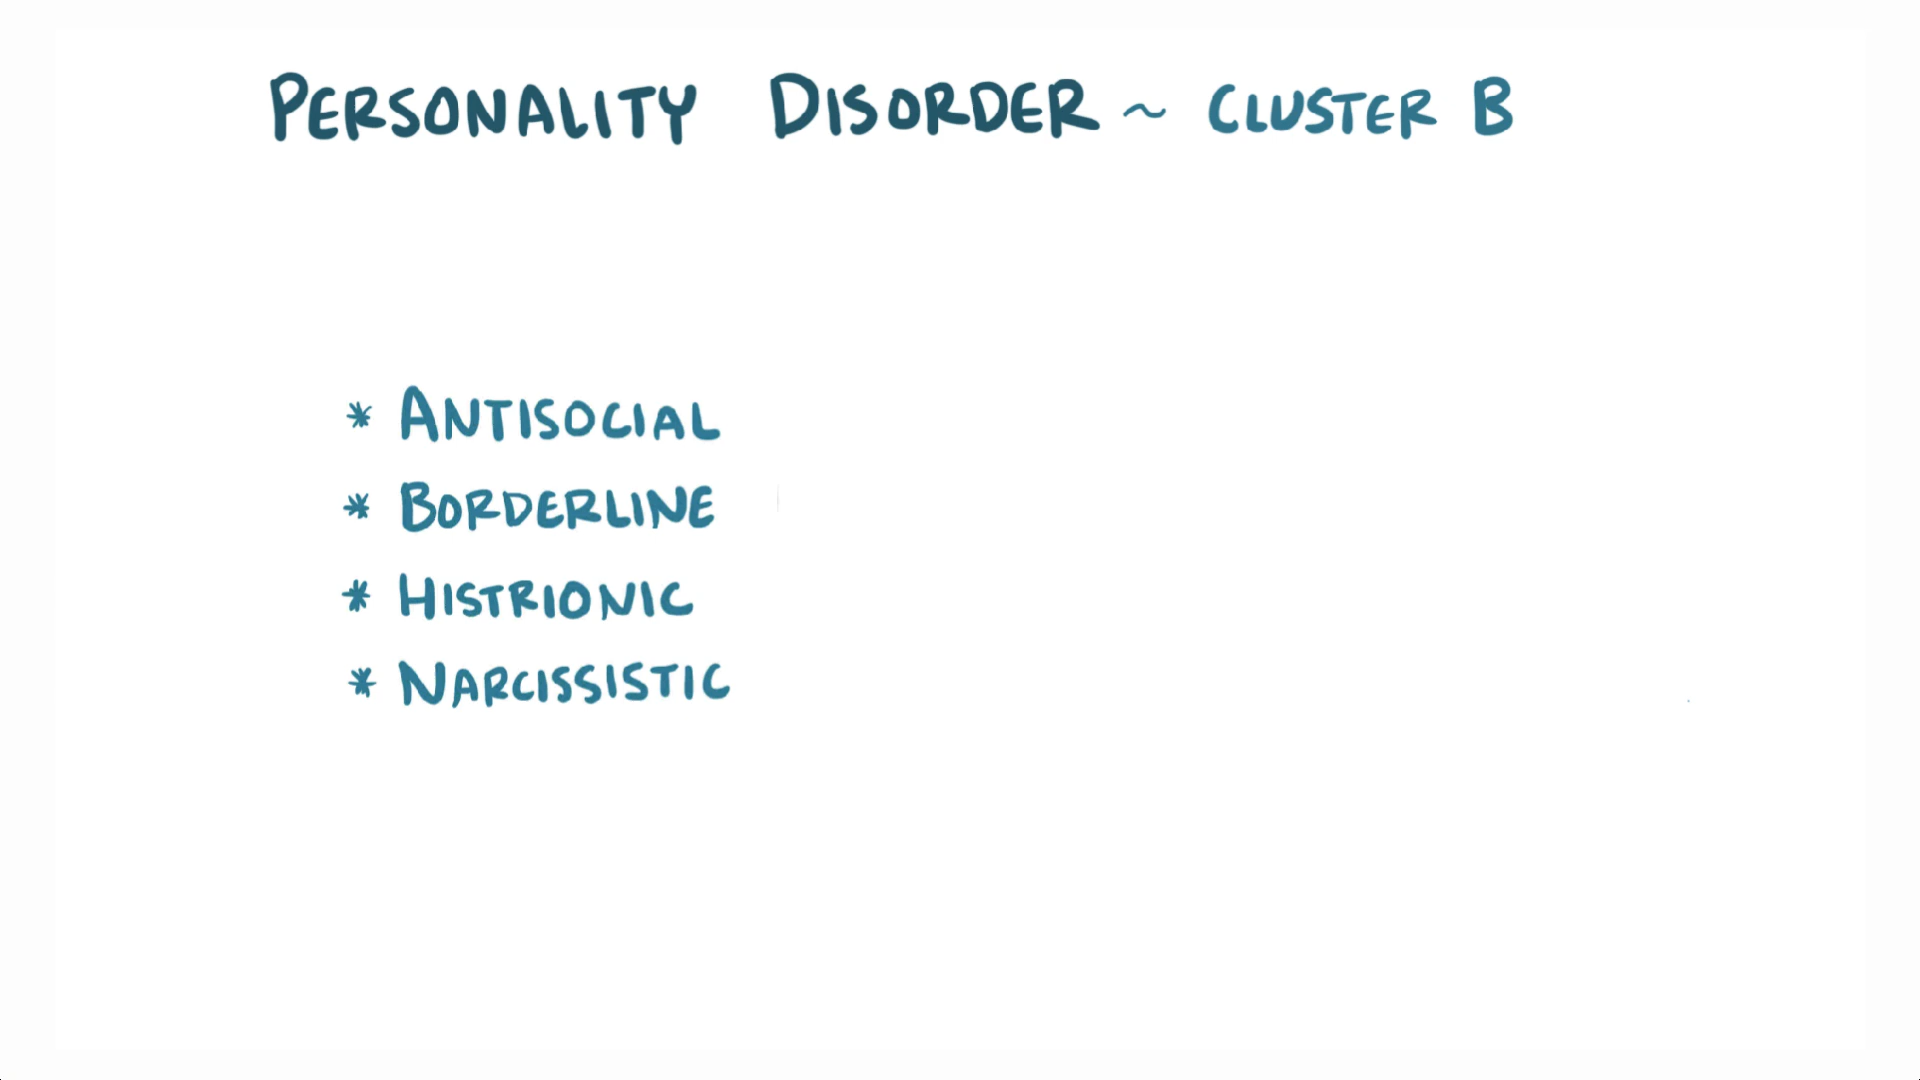 PERSONALITY DISORDER ~ CLUSTER B
* ANTISOCIAL
* BORDERLINE
* HISTRIONIC
* NARCISSISTIC